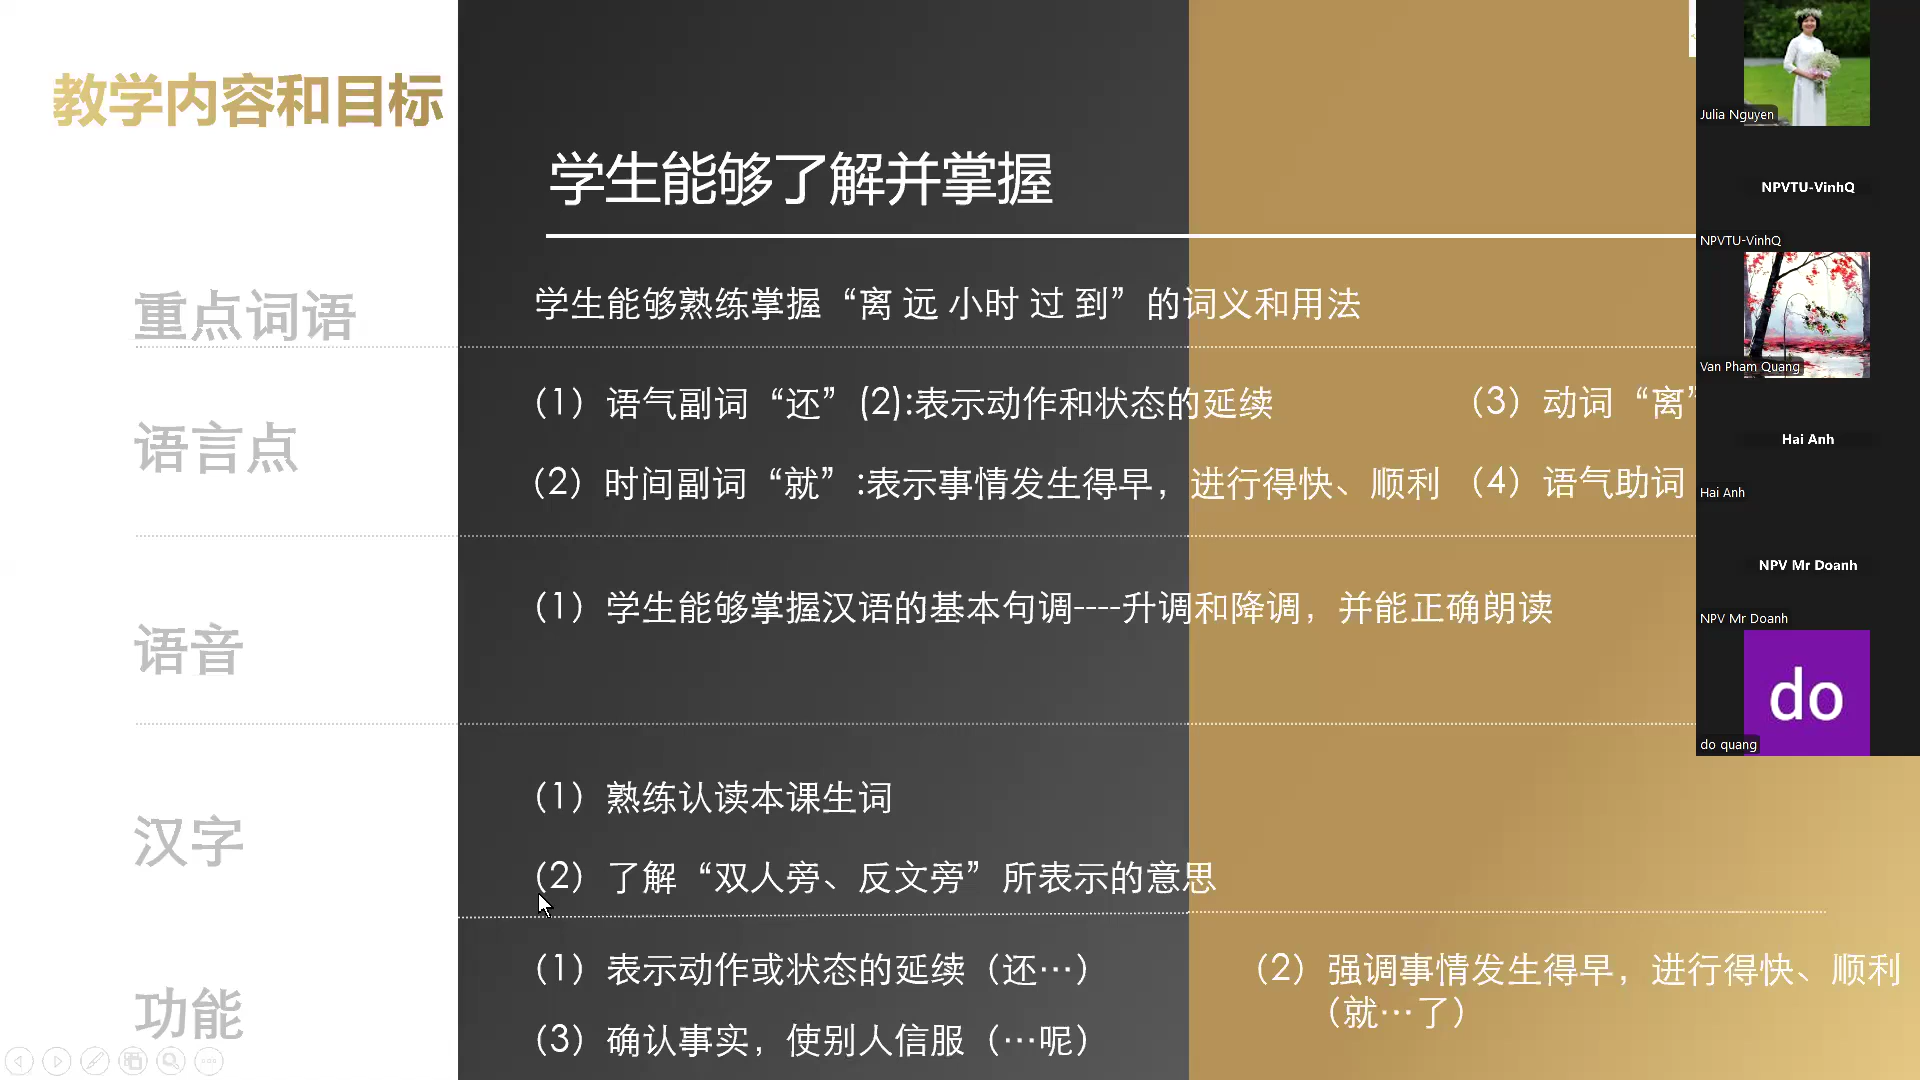 教学内容和目标
学生能够了解并掌握
重点词语
学生能够熟练掌握“离 远 小时 过 到”的词义和用法
语言点
（1）语气副词“还”(2):表示动作和状态的延续
（3）动词“离”
（2）时间副词“就”:表示事情发生得早，进行得快、顺利
（4）语气助词
语音
（1）学生能够掌握汉语的基本句调----升调和降调，并能正确朗读
汉字
（1）熟练认读本课生词
（2）了解“双人旁、反文旁”所表示的意思
功能
（1）表示动作或状态的延续（还…）
（2）强调事情发生得早，进行得快、顺利
（就…了）
（3）确认事实，使别人信服（…呢）
Julia Nguyen
NPVTU-VinhQ
NPVTU-VinhQ
Van Pham Quang
Hai Anh
Hai Anh
NPV Mr Doanh
NPV Mr Doanh
do
do quang